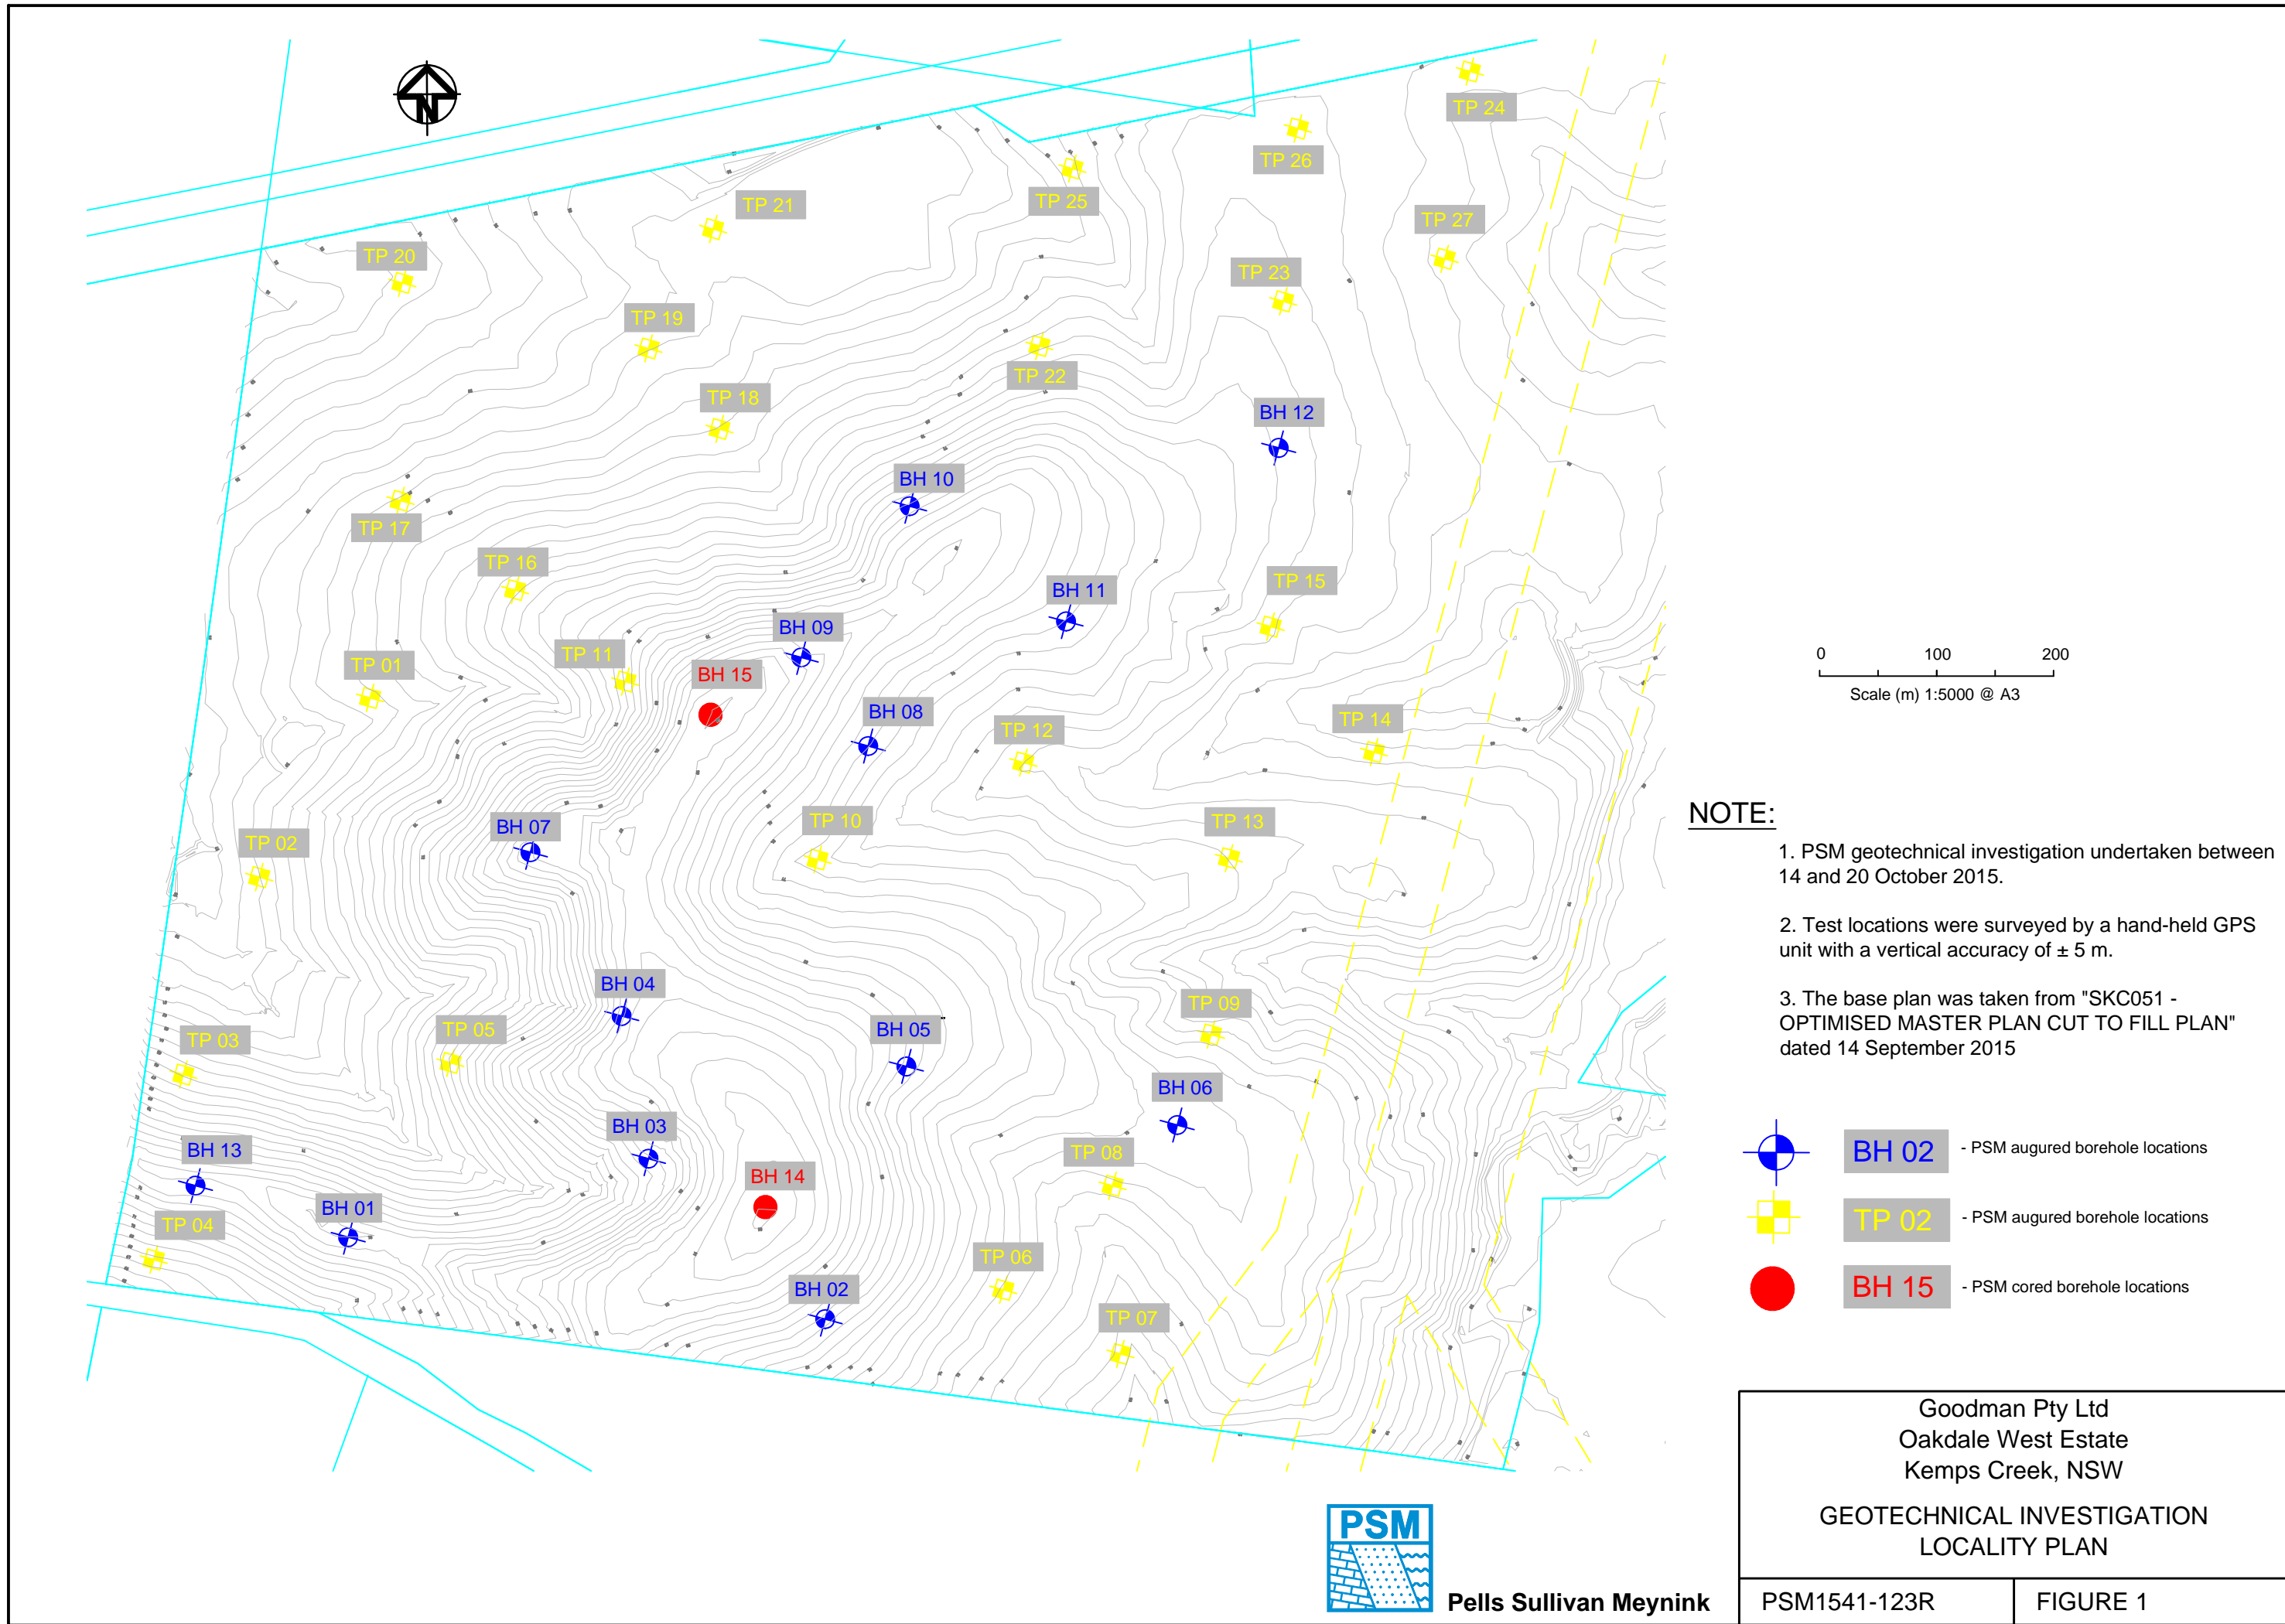 N
TP 24
TP 26
TP 25
TP 21
TP 27
TP 20
TP 23
TP 19
TP 22
TP 18
BH 12
BH 10
TP 17
TP 16
BH 11
TP 15
BH 09
TP 11
TP 01
BH 15
BH 08
TP 14
TP 12
BH 07
TP 10
TP 13
TP 02
BH 04
TP 09
TP 05
BH 05
TP 03
BH 06
BH 03
BH 13
TP 08
BH 14
BH 01
TP 04
TP 06
BH 02
TP 07
0 100 200
Scale (m) 1:5000 @ A3
NOTE:
1. PSM geotechnical investigation undertaken between
14 and 20 October 2015.
2. Test locations were surveyed by a hand-held GPS
unit with a vertical accuracy of ± 5 m.
3. The base plan was taken from "SKC051 -
OPTIMISED MASTER PLAN CUT TO FILL PLAN"
dated 14 September 2015
BH 02 - PSM augured borehole locations
TP 02 - PSM augured borehole locations
BH 15 - PSM cored borehole locations
PSM
Pells Sullivan Meynink
Goodman Pty Ltd
Oakdale West Estate
Kemps Creek, NSW
GEOTECHNICAL INVESTIGATION
LOCALITY PLAN
PSM1541-123R
FIGURE 1